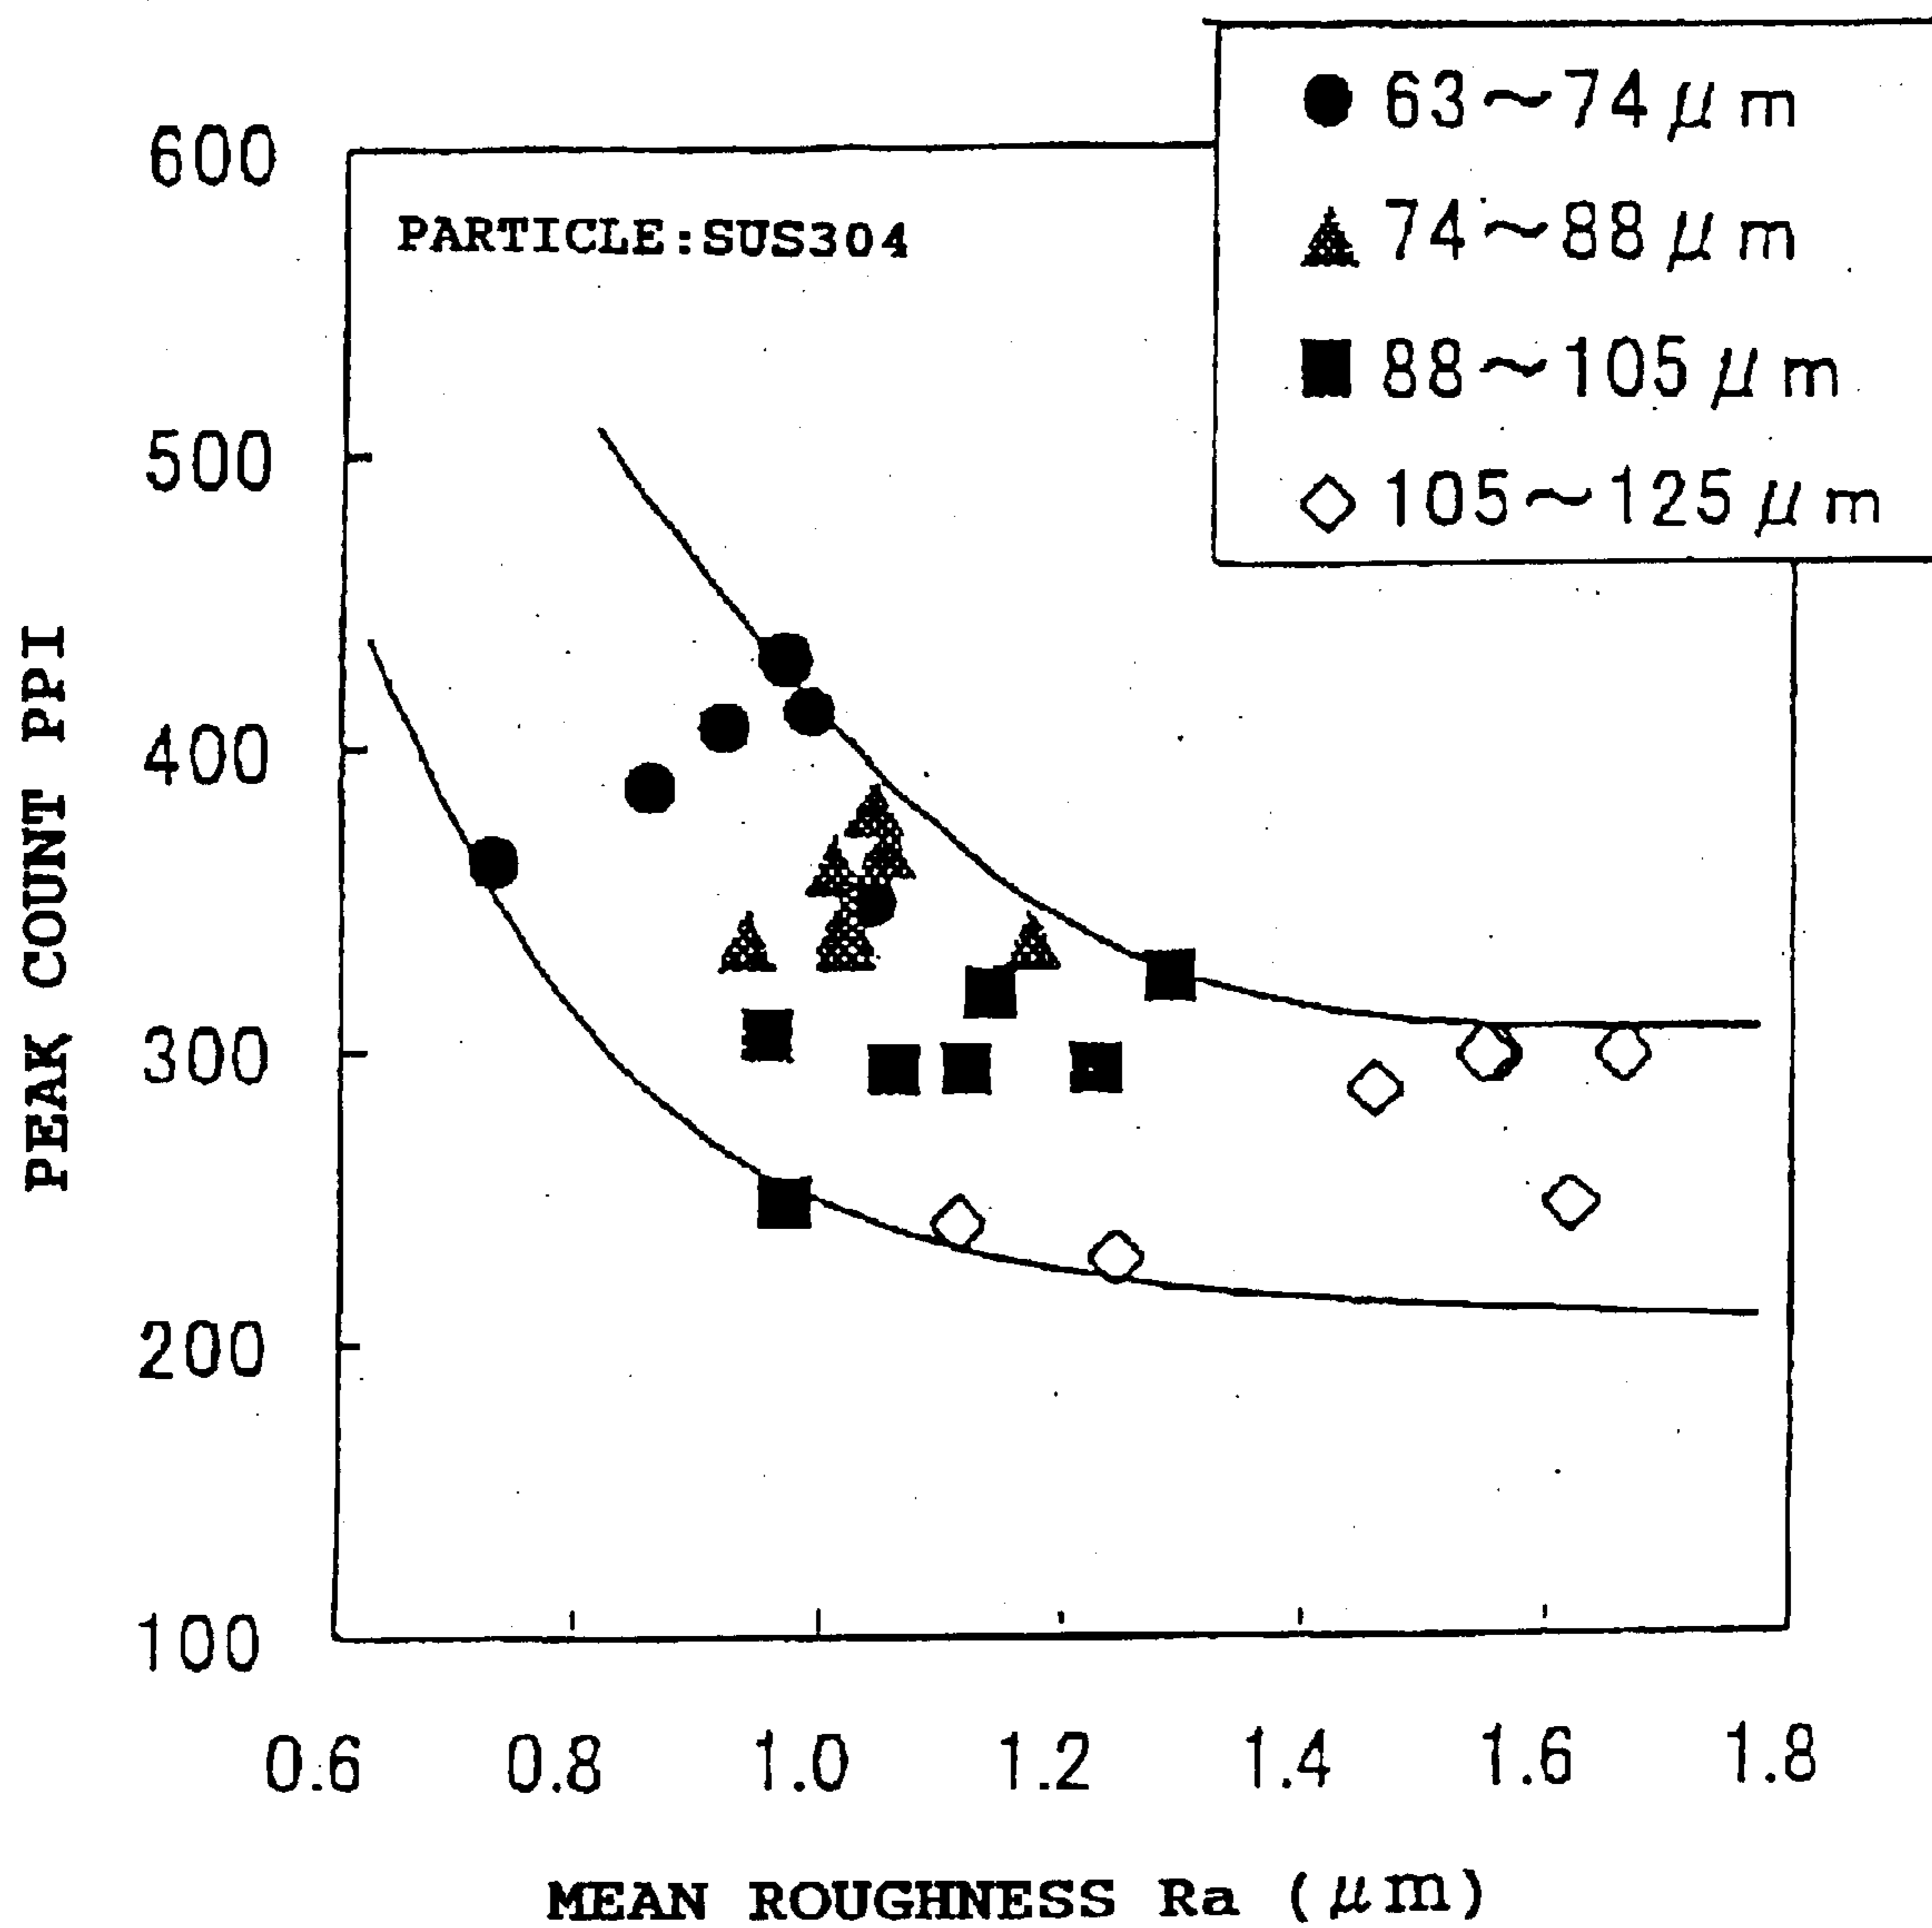 63~74μm
74~88μm
88~105μm
105~125μm
PARTICLE:SUS304
PEAK COUNT PPI
600
500
400
300
200
100
0.6 0.8 1.0 1.2 1.4 1.6 1.8
MEAN ROUGHNESS Ra (μm)